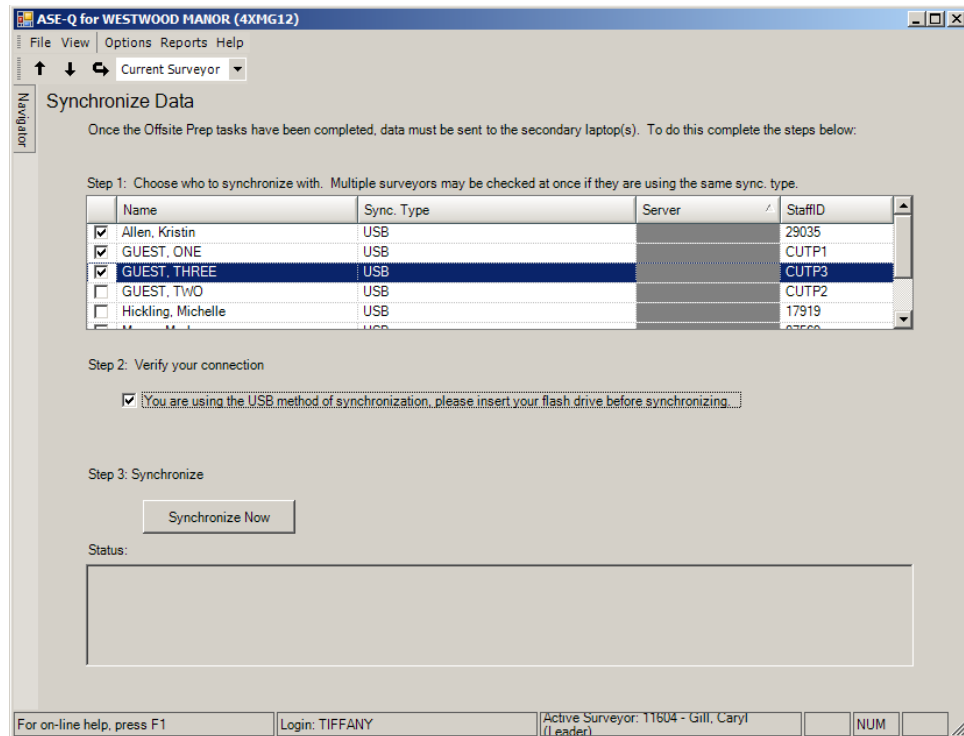 ASE-Q for WESTWOOD MANOR (4XMG12)
File View Options Reports Help
Current Surveyor
Navigator
Synchronize Data
Once the Offsite Prep tasks have been completed, data must be sent to the secondary laptop(s). To do this complete the steps below:
Step 1: Choose who to synchronize with. Multiple surveyors may be checked at once if they are using the same sync. type.
Name Sync. Type Server StaffID
Allen, Kristin USB 29035
GUEST, ONE USB CUTP1
GUEST, THREE USB CUTP3
GUEST, TWO USB CUTP2
Hickling, Michelle USB 17919
USB
Step 2: Verify your connection
You are using the USB method of synchronization, please insert your flash drive before synchronizing.
Step 3: Synchronize
Synchronize Now
Status:
For on-line help, press F1 Login: TIFFANY Active Surveyor: 11604 - Gill, Caryl (Leader) NUM